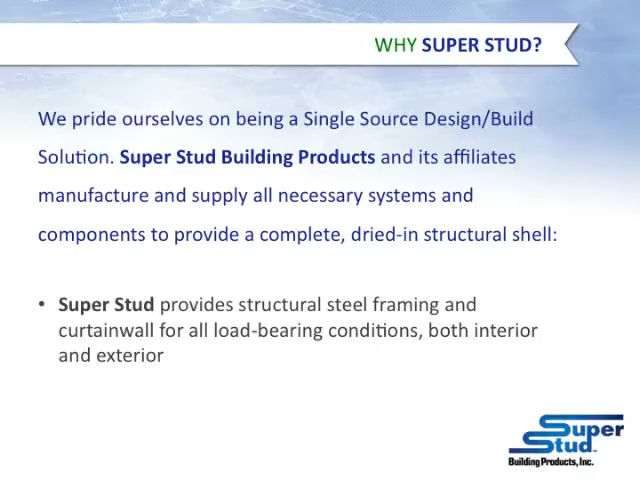 WHY SUPER STUD?
We pride ourselves on being a Single Source Design/Build
Solution. Super Stud Building Products and its affiliates
manufacture and supply all necessary systems and
components to provide a complete, dried-in structural shell:
• Super Stud provides structural steel framing and
curtainwall for all load-bearing conditions, both interior
and exterior
Super
Stud
Building Products, Inc.